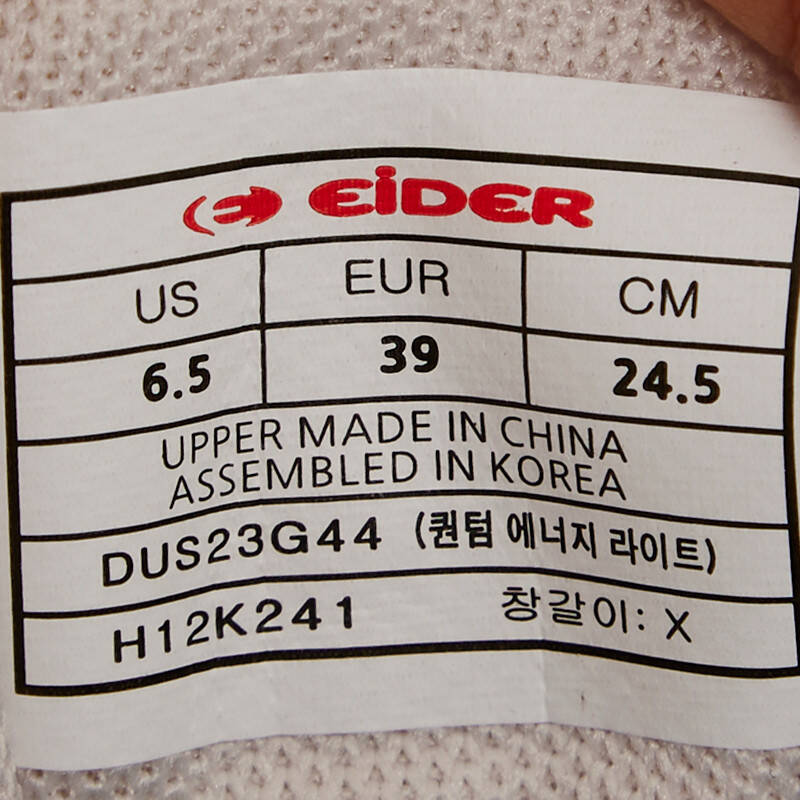 EiDER
US EUR CM
6.5 39 24.5
UPPER MADE IN CHINA
ASSEMBLED IN KOREA
DUS23G44 (퀀텀 에너지 라이트)
H12K241 창갈이: X